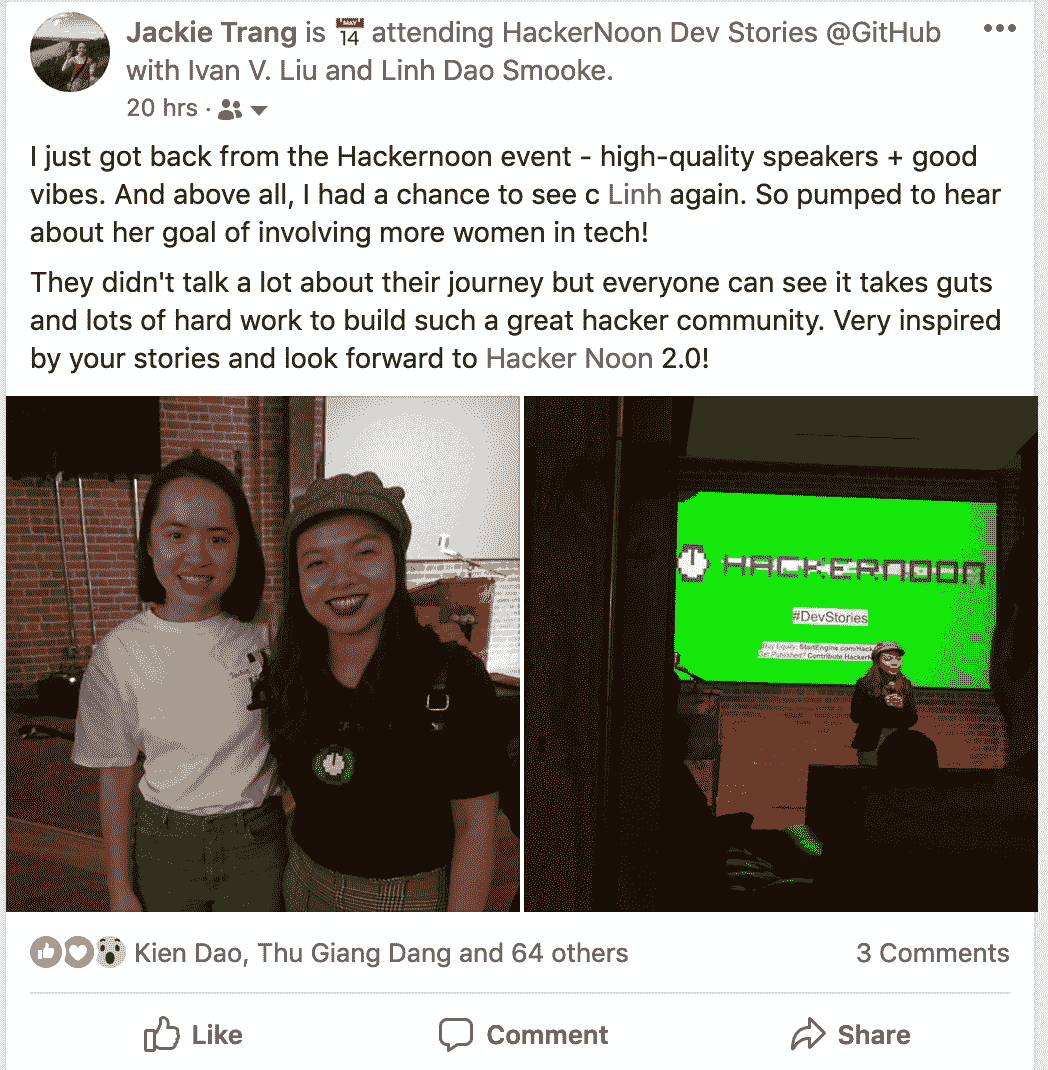 Jackie Trang is MAY 14 attending HackerNoon Dev Stories @GitHub
with Ivan V. Liu and Linh Dao Smooke.
20 hrs ·
I just got back from the Hackernoon event - high-quality speakers + good
vibes. And above all, I had a chance to see c Linh again. So pumped to hear
about her goal of involving more women in tech!
They didn't talk a lot about their journey but everyone can see it takes guts
and lots of hard work to build such a great hacker community. Very inspired
by your stories and look forward to Hacker Noon 2.0!
HACKERNOON
#DevStories
Buy Equity: StartEngine.com/Hack
Get Published? Contribute.HackerN
Kien Dao, Thu Giang Dang and 64 others
3 Comments
Like
Comment
Share